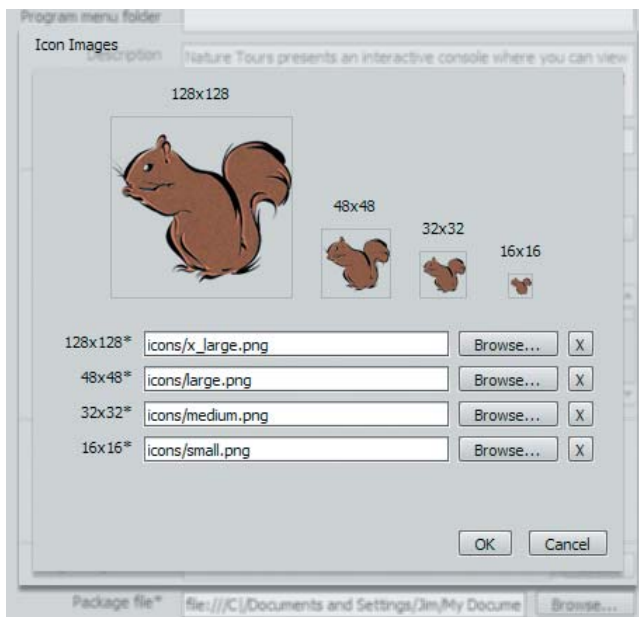 Program menu folder
Icon Images
Description
Nature Tours presents an interactive console where you can view
128x128
48x48
32x32
16x16
128x128* icons/x_large.png Browse... X
48x48* icons/large.png Browse... X
32x32* icons/medium.png Browse... X
16x16* icons/small.png Browse... X
OK Cancel
Package file* file:///C|/Documents and Settings/Jim/My Docume Browse...